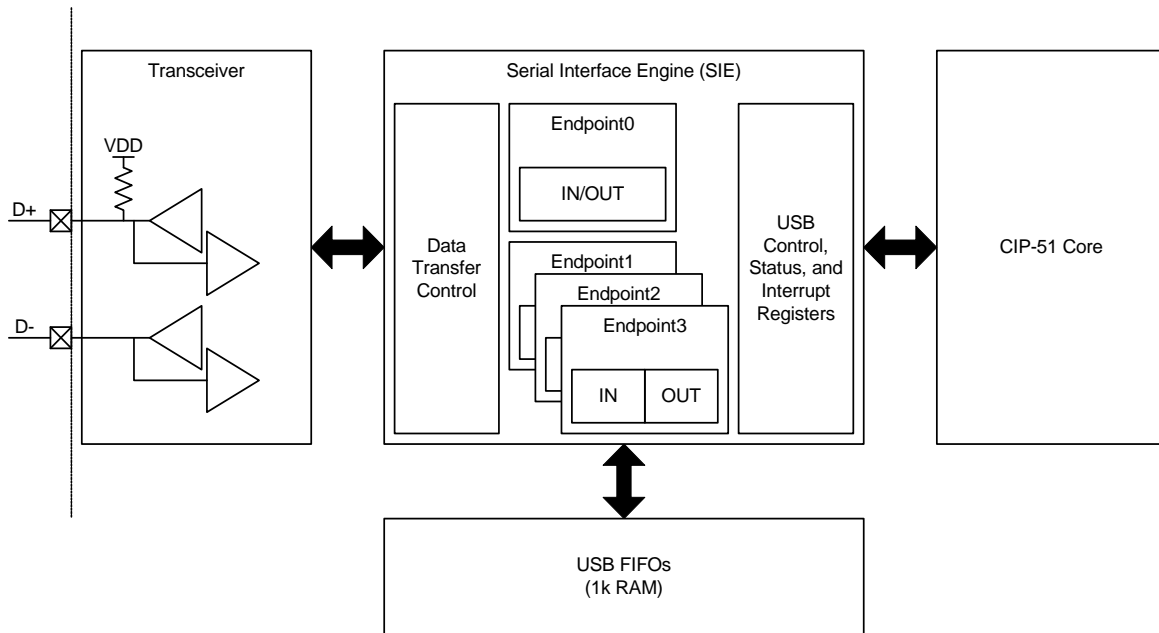 Transceiver
VDD
D+
D-
Serial Interface Engine (SIE)
Data
Transfer
Control
Endpoint0
IN/OUT
Endpoint1
Endpoint2
Endpoint3
IN OUT
USB
Control,
Status, and
Interrupt
Registers
CIP-51 Core
USB FIFOs
(1k RAM)